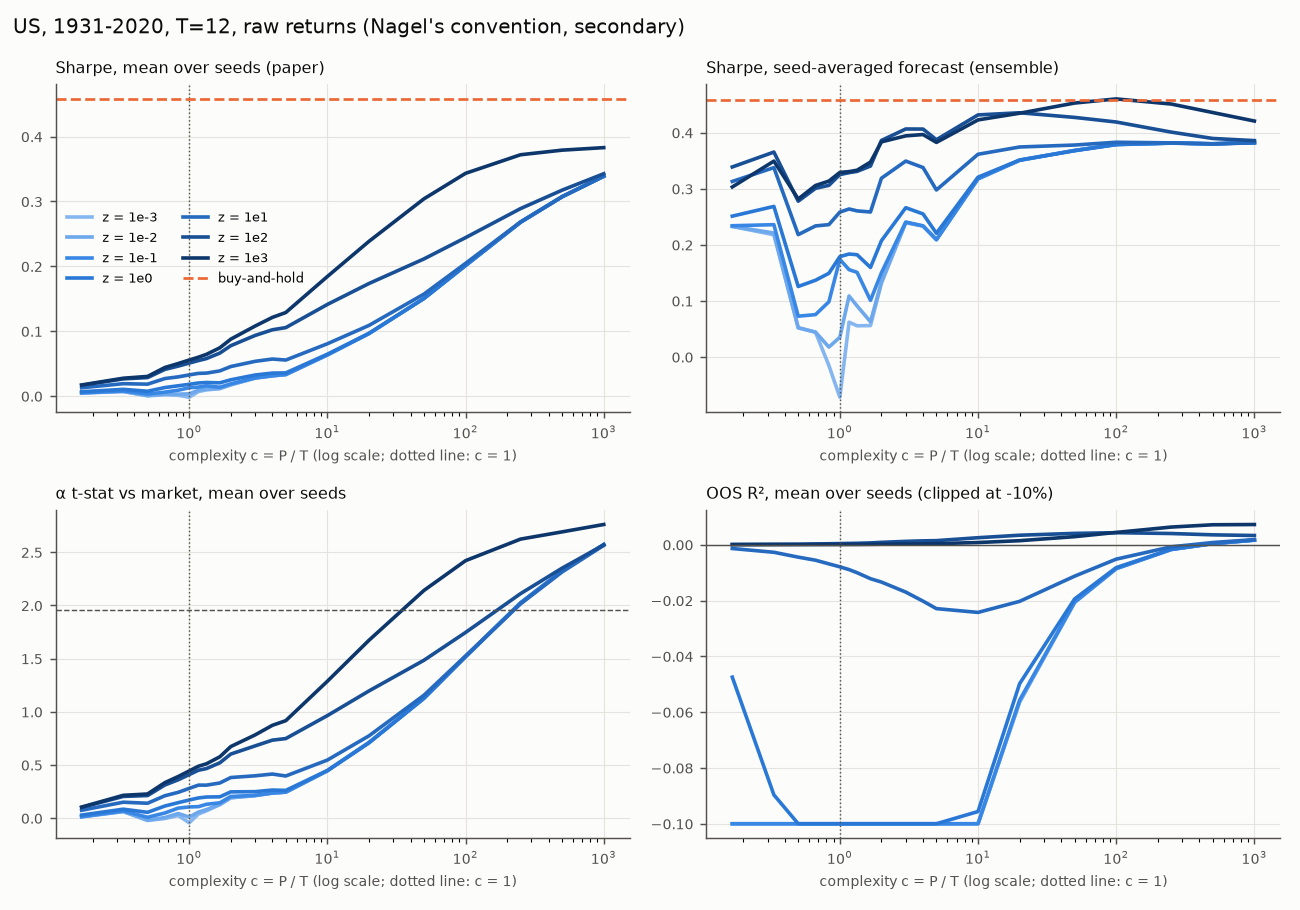 US, 1931-2020, T=12, raw returns (Nagel's convention, secondary)
Sharpe, mean over seeds (paper)
0.4
0.3
0.2
0.1
0.0
z = 1e-3
z = 1e-2
z = 1e-1
z = 1e0
z = 1e1
z = 1e2
z = 1e3
buy-and-hold
10⁰
10¹
10²
10³
complexity c = P / T (log scale; dotted line: c = 1)
Sharpe, seed-averaged forecast (ensemble)
0.4
0.3
0.2
0.1
0.0
10⁰
10¹
10²
10³
complexity c = P / T (log scale; dotted line: c = 1)
α t-stat vs market, mean over seeds
2.5
2.0
1.5
1.0
0.5
0.0
10⁰
10¹
10²
10³
complexity c = P / T (log scale; dotted line: c = 1)
OOS R², mean over seeds (clipped at -10%)
0.00
−0.02
−0.04
−0.06
−0.08
−0.10
10⁰
10¹
10²
10³
complexity c = P / T (log scale; dotted line: c = 1)